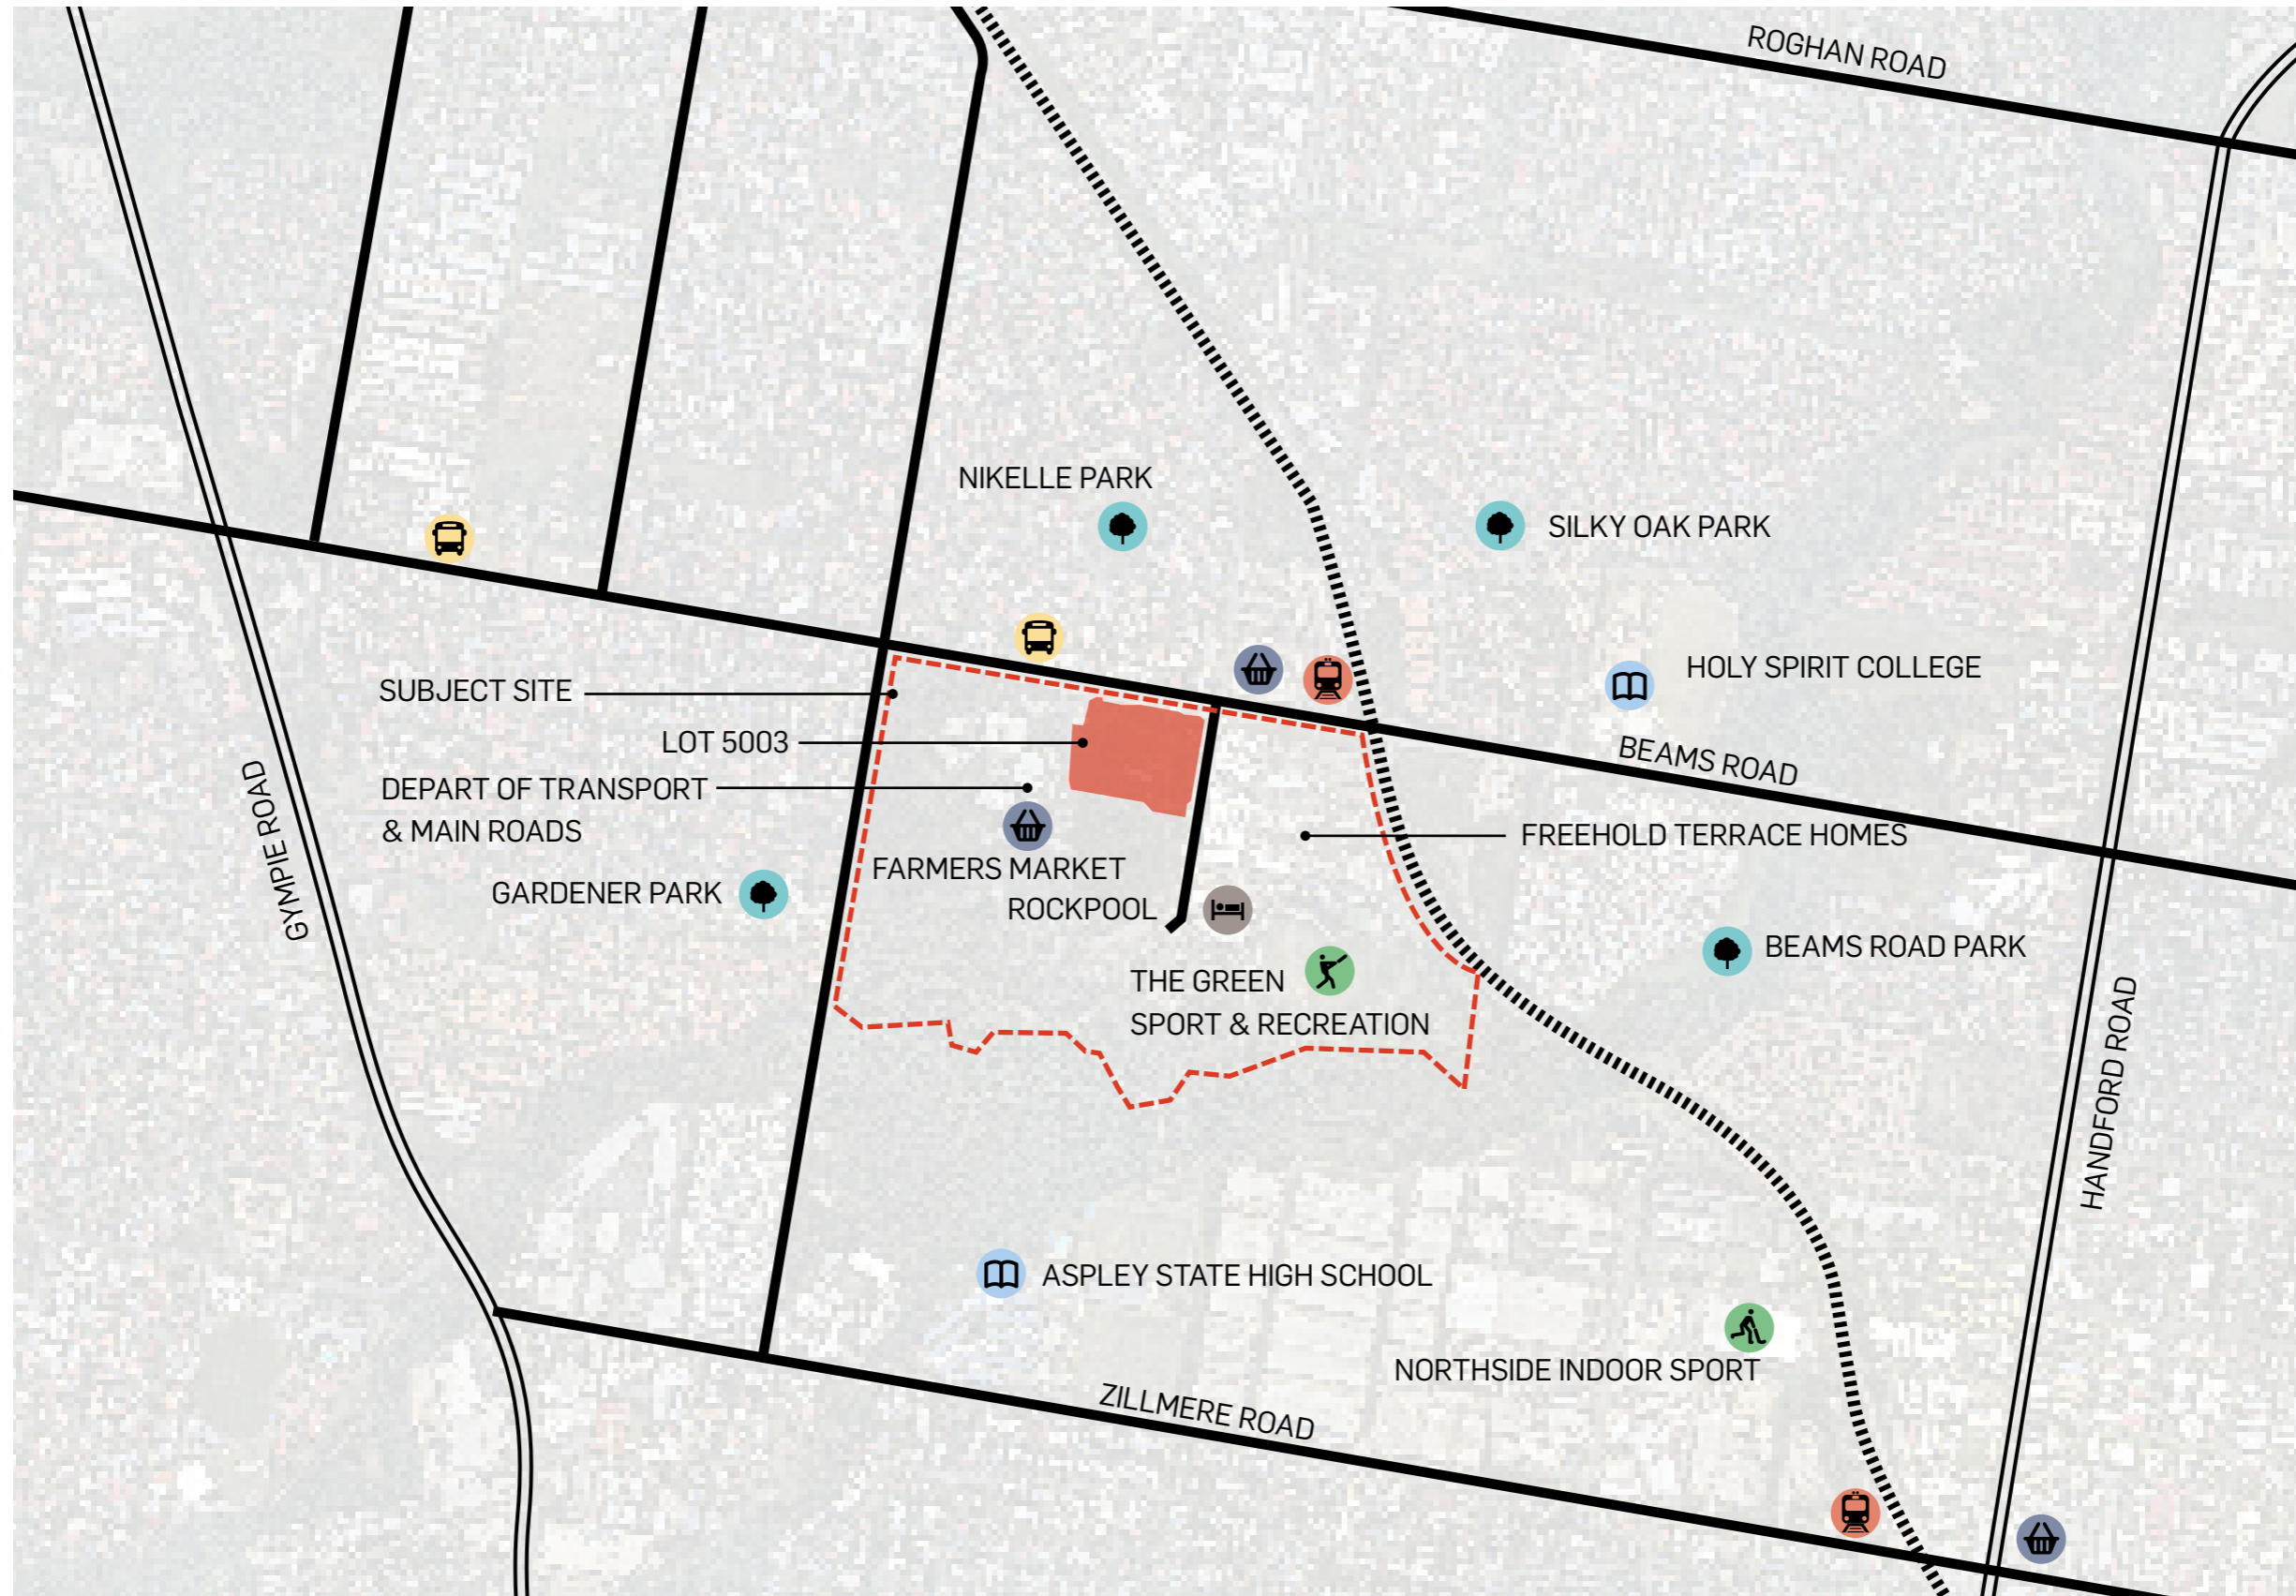 ROGHAN ROAD
NIKELLE PARK
SILKY OAK PARK
HOLY SPIRIT COLLEGE
SUBJECT SITE
LOT 5003
BEAMS ROAD
DEPART OF TRANSPORT
& MAIN ROADS
GYMPIE ROAD
FREEHOLD TERRACE HOMES
FARMERS MARKET
GARDENER PARK
ROCKPOOL
BEAMS ROAD PARK
THE GREEN
SPORT & RECREATION
HANDFORD ROAD
ASPLEY STATE HIGH SCHOOL
NORTHSIDE INDOOR SPORT
ZILLMERE ROAD